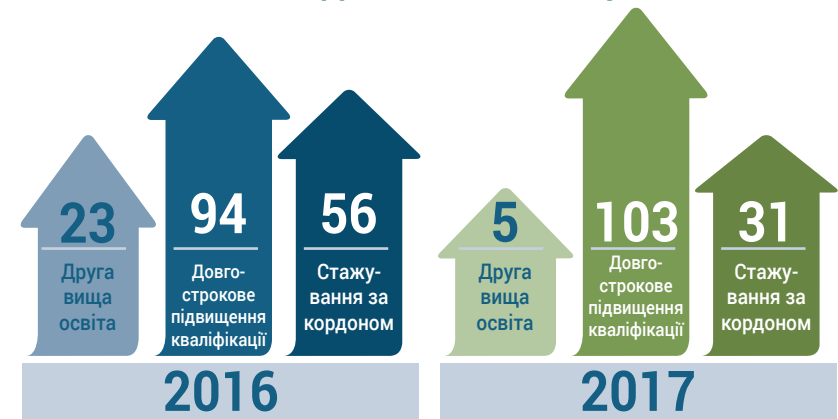 23
Друга
вища
освіта
94
Довго-
строкове
підвищення
кваліфікації
56
Стажу-
вання за
кордоном
2016
5
Друга
вища
освіта
103
Довго-
строкове
підвищення
кваліфікації
31
Стажу-
вання за
кордоном
2017